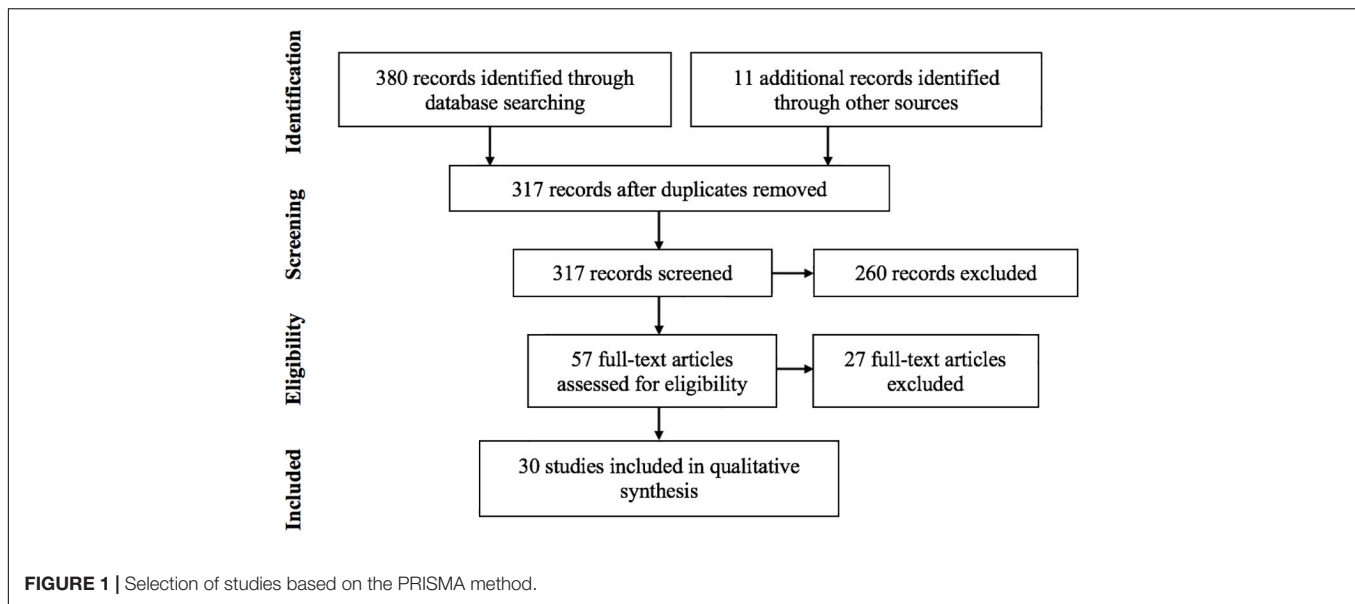 Identification
380 records identified through
database searching
11 additional records identified
through other sources
Screening
317 records after duplicates removed
317 records screened
260 records excluded
Eligibility
57 full-text articles
assessed for eligibility
27 full-text articles
excluded
Included
30 studies included in qualitative
synthesis
FIGURE 1 | Selection of studies based on the PRISMA method.